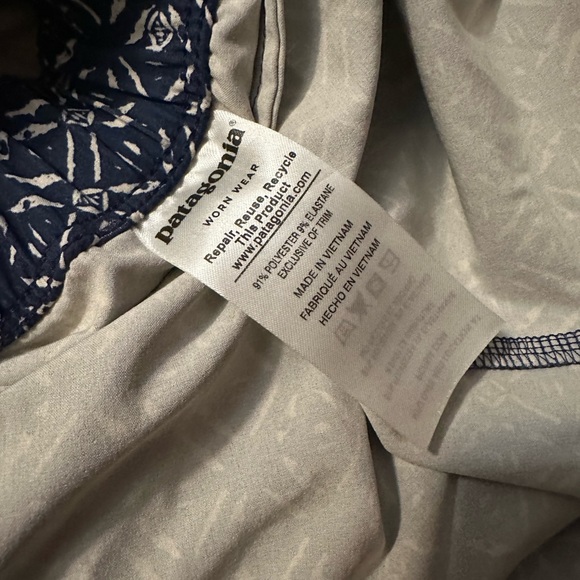 patagonia®
WORN WEAR
Repair, Reuse, Recycle
This Product
www.patagonia.com
91% POLYESTER 9% ELASTANE
EXCLUSIVE OF TRIM
MADE IN VIETNAM
FABRIQUÉ AU VIETNAM
HECHO EN VIETNAM